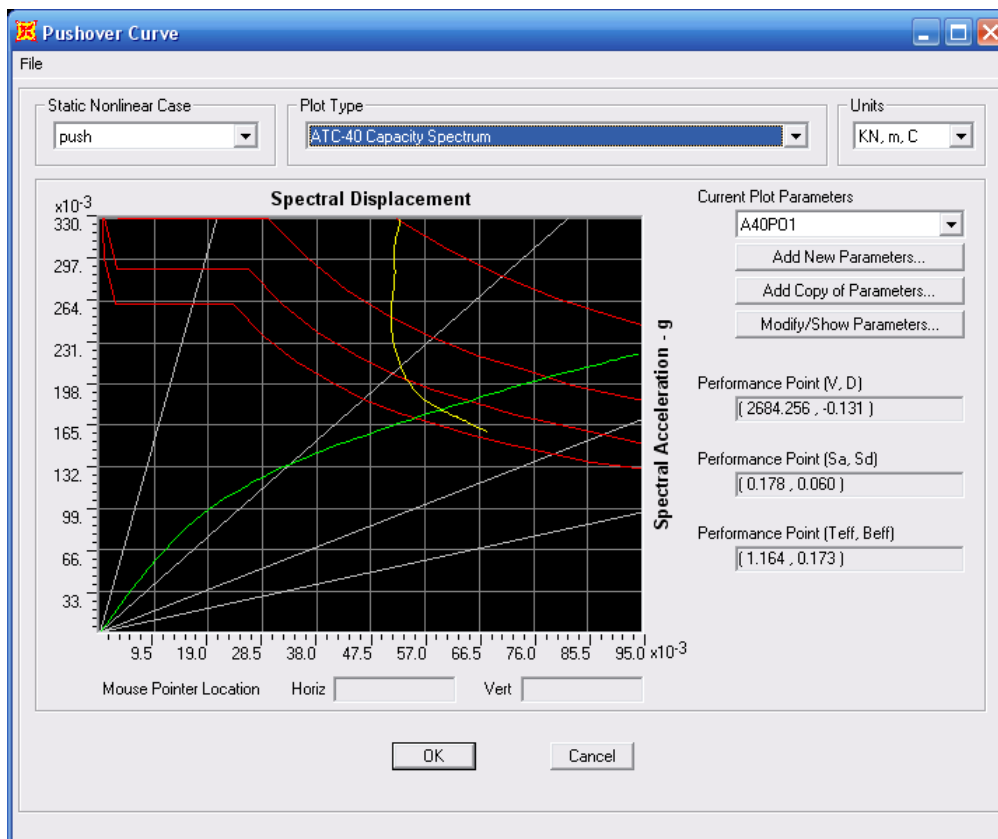 Pushover Curve
File
Static Nonlinear Case
push
Plot Type
ATC-40 Capacity Spectrum
Units
KN, m, C
Spectral Displacement
x10-3
330.
297.
264.
231.
198.
165.
132.
99.
66.
33.
9.5 19.0 28.5 38.0 47.5 57.0 66.5 76.0 85.5 95.0 x10-3
Spectral Acceleration - g
Mouse Pointer Location Horiz Vert
Current Plot Parameters
A40PO1
Add New Parameters...
Add Copy of Parameters...
Modify/Show Parameters...
Performance Point (V, D)
( 2684.256 , -0.131 )
Performance Point (Sa, Sd)
( 0.178 , 0.060 )
Performance Point (Teff, Beff)
( 1.164 , 0.173 )
OK
Cancel